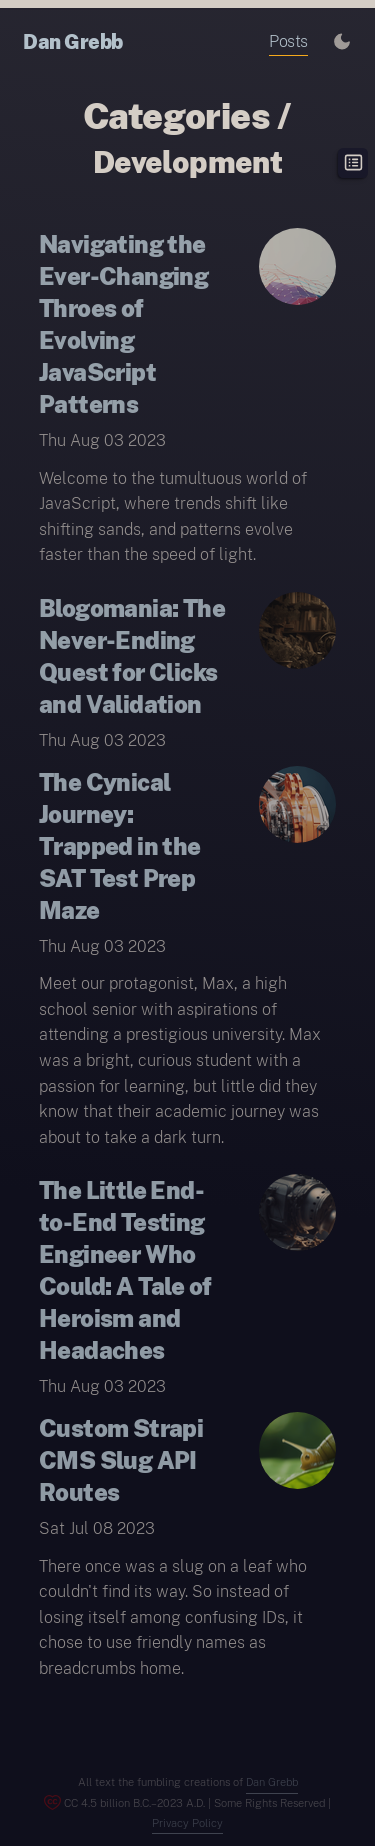 Dan Grebb
Posts
Categories /
Development
Navigating the
Ever-Changing
Throes of
Evolving
JavaScript
Patterns
Thu Aug 03 2023
Welcome to the tumultuous world of
JavaScript, where trends shift like
shifting sands, and patterns evolve
faster than the speed of light.
Blogomania: The
Never-Ending
Quest for Clicks
and Validation
Thu Aug 03 2023
The Cynical
Journey:
Trapped in the
SAT Test Prep
Maze
Thu Aug 03 2023
Meet our protagonist, Max, a high
school senior with aspirations of
attending a prestigious university. Max
was a bright, curious student with a
passion for learning, but little did they
know that their academic journey was
about to take a dark turn.
The Little End-
to-End Testing
Engineer Who
Could: A Tale of
Heroism and
Headaches
Thu Aug 03 2023
Custom Strapi
CMS Slug API
Routes
Sat Jul 08 2023
There once was a slug on a leaf who
couldn't find its way. So instead of
losing itself among confusing IDs, it
chose to use friendly names as
breadcrumbs home.
All text the fumbling creations of Dan Grebb
CC 4.5 billion B.C.–2023 A.D. | Some Rights Reserved |
Privacy Policy